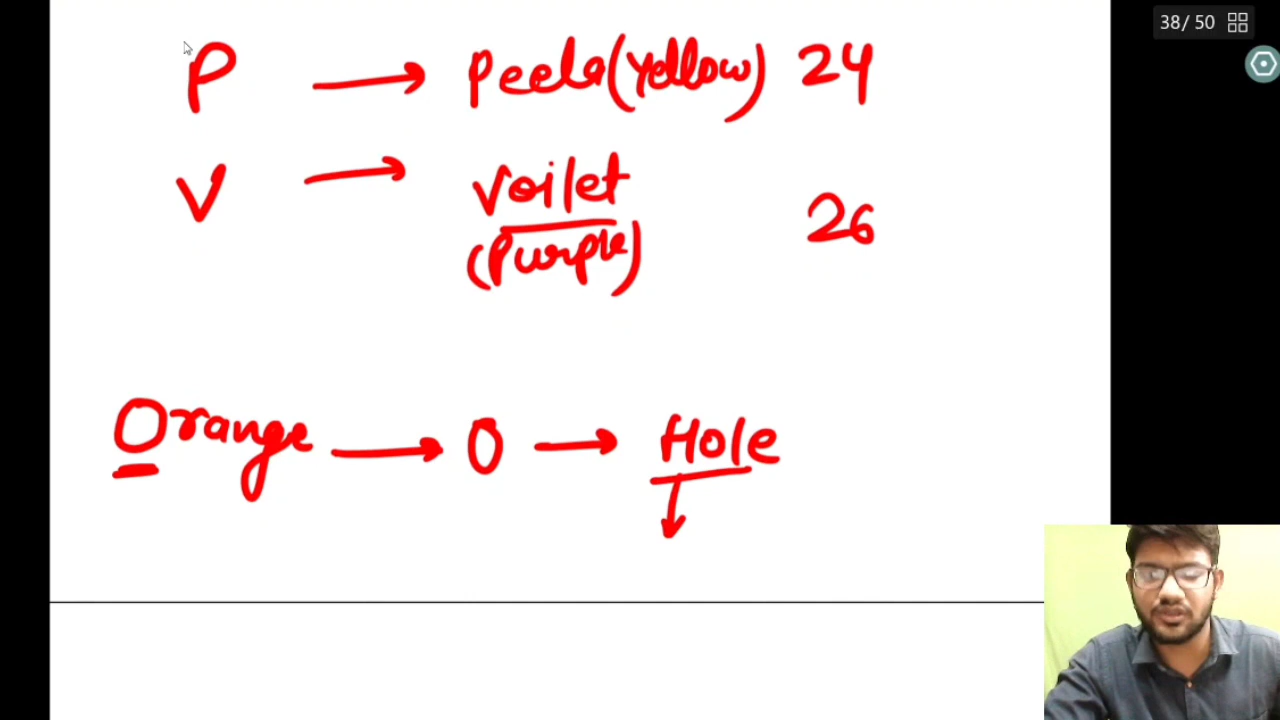 38/ 50
P → Peela (Yellow) 24
V → Voilet
(Purple) 26
Orange → O → Hole